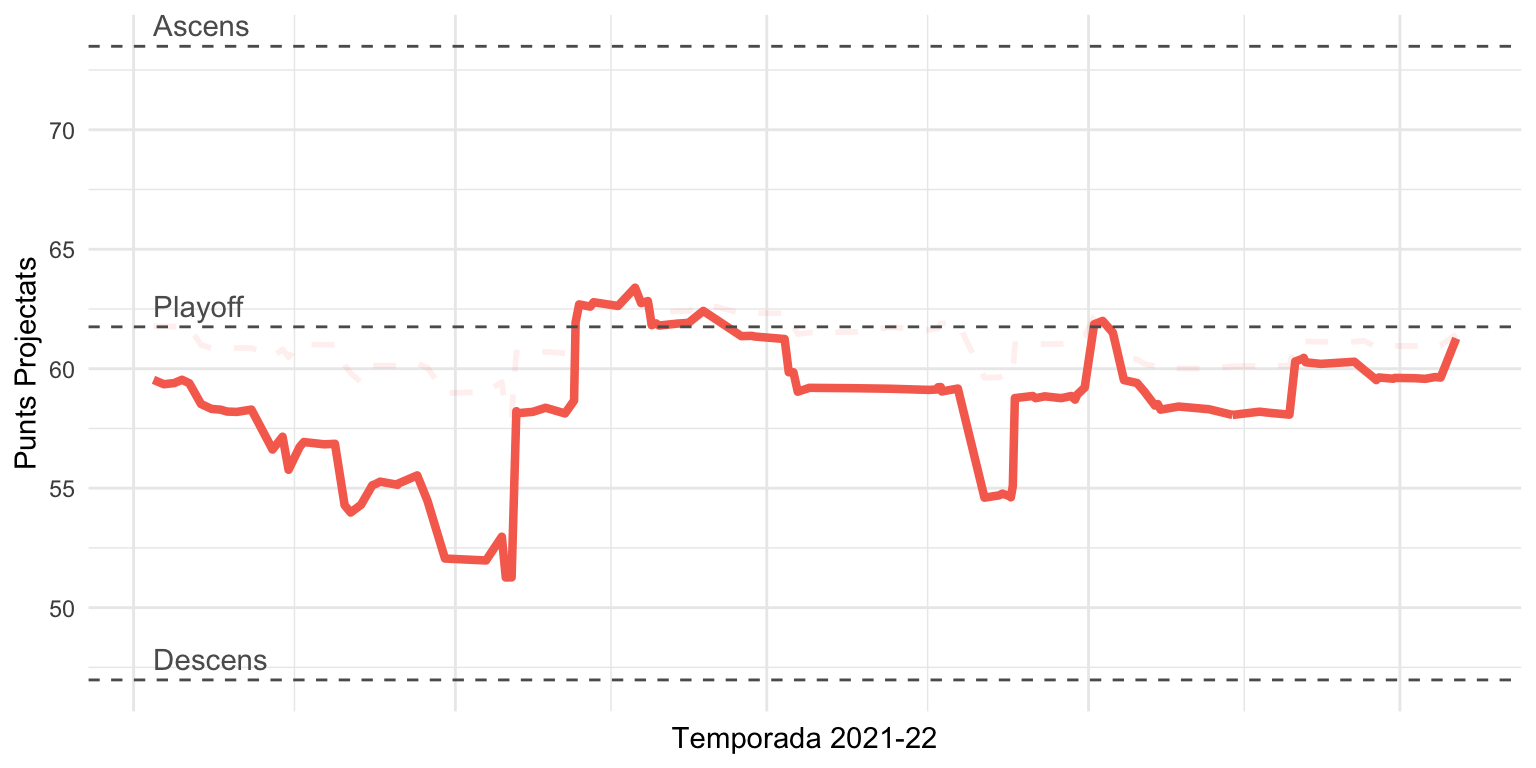 Ascens
70
65
Punts Projectats
Playoff
60
55
50
Descens
Temporada 2021-22